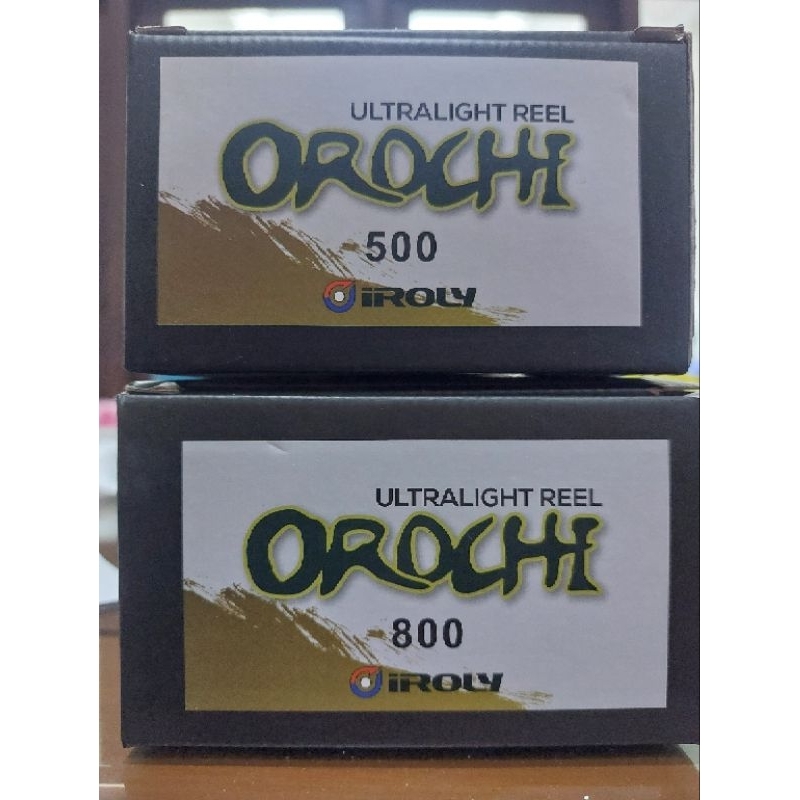 ULTRALIGHT REEL
OROCHI
500
iROLY
ULTRALIGHT REEL
OROCHI
800
iROLY